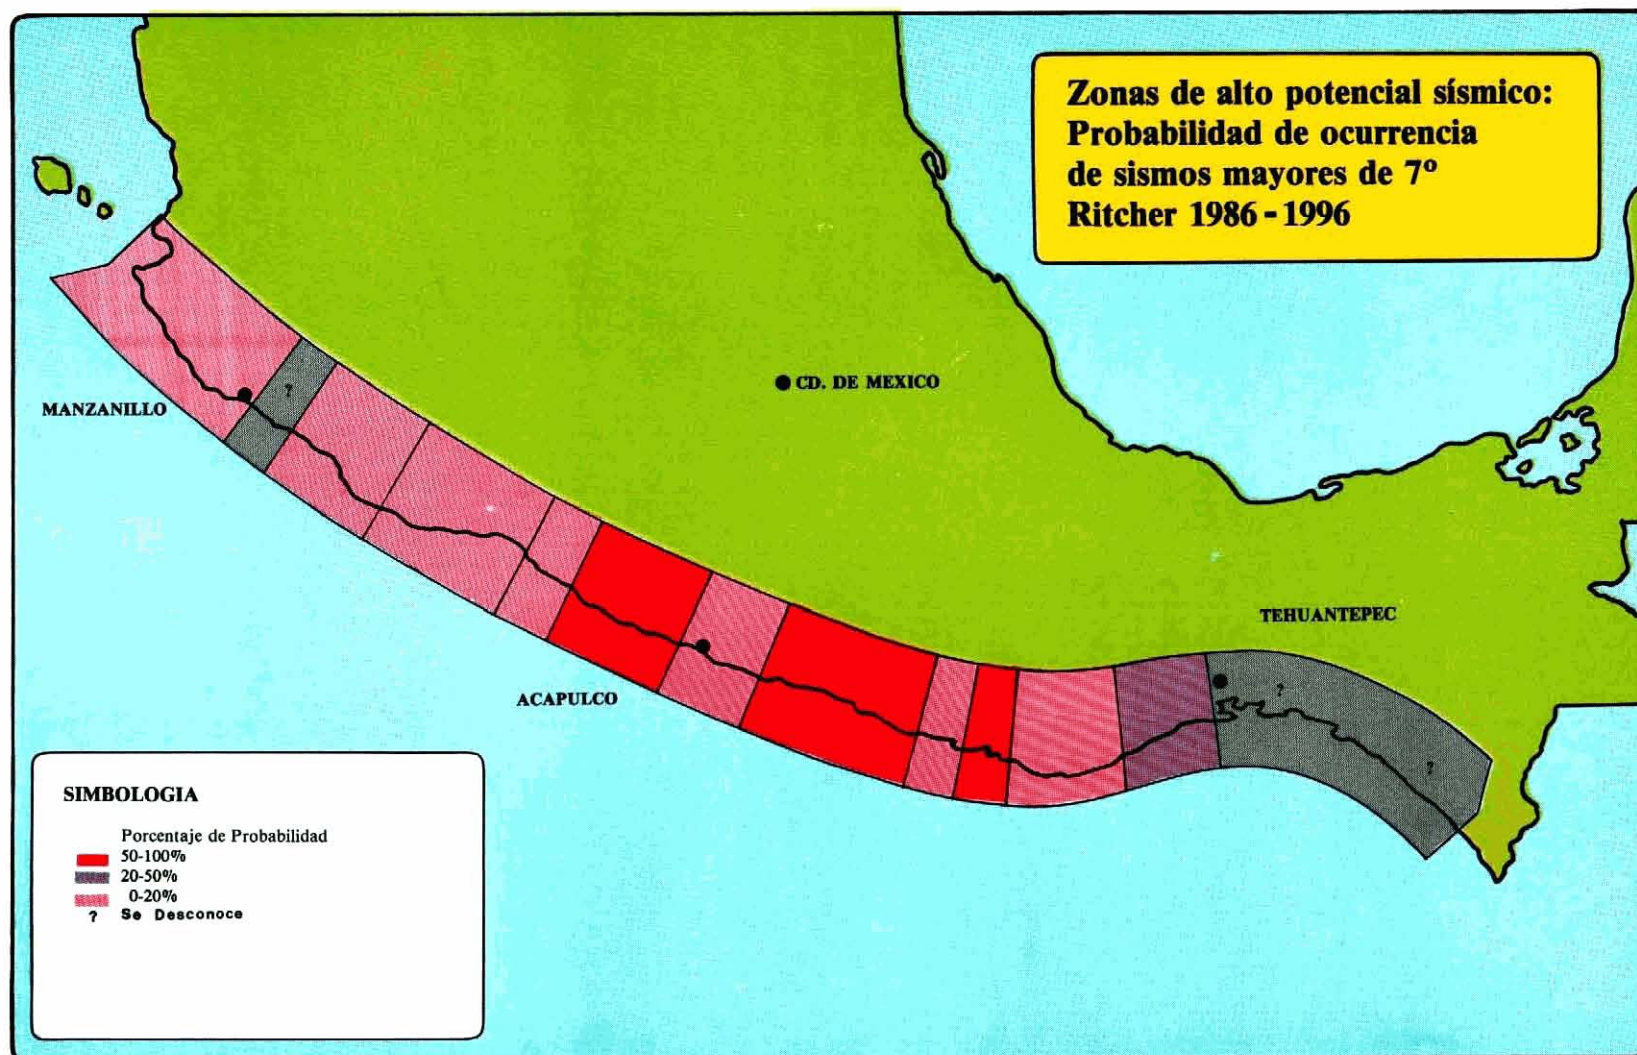 Zonas de alto potencial sísmico:
Probabilidad de ocurrencia
de sismos mayores de 7º
Ritcher 1986-1996
CD. DE MEXICO
?
MANZANILLO
TEHUANTEPEC
ACAPULCO
?
?
SIMBOLOGIA
Porcentaje de Probabilidad
50-100%
20-50%
0-20%
? Se Desconoce